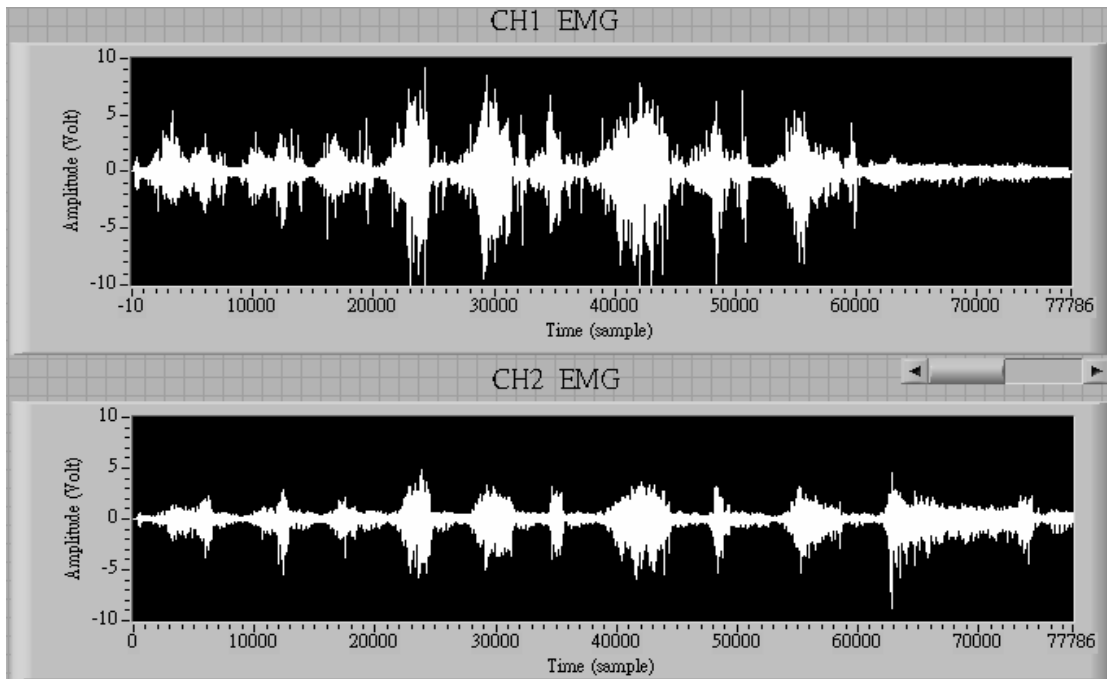 CH1 EMG
Amplitude (Volt)
10
5
0
-5
-10
-10 10000 20000 30000 40000 50000 60000 70000 77786
Time (sample)
CH2 EMG
Amplitude (Volt)
10
5
0
-5
-10
0 10000 20000 30000 40000 50000 60000 70000 77786
Time (sample)